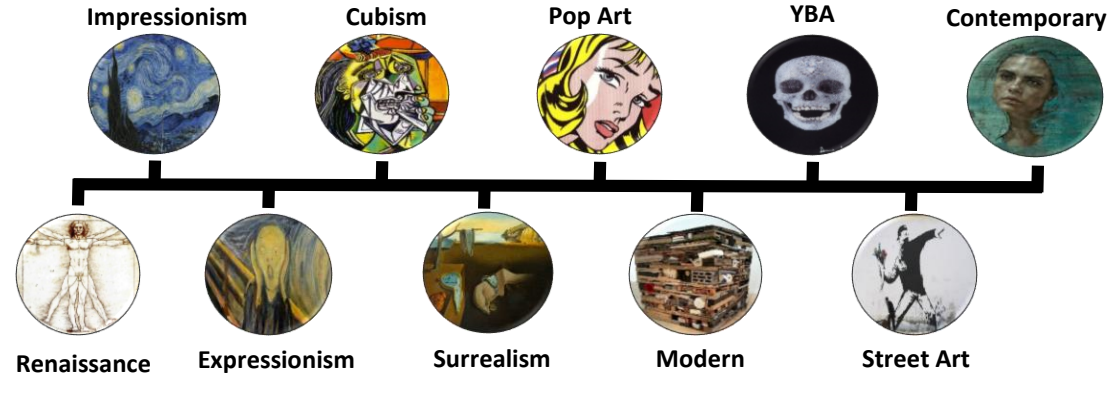 Impressionism
Cubism
Pop Art
YBA
Contemporary
Renaissance
Expressionism
Surrealism
Modern
Street Art